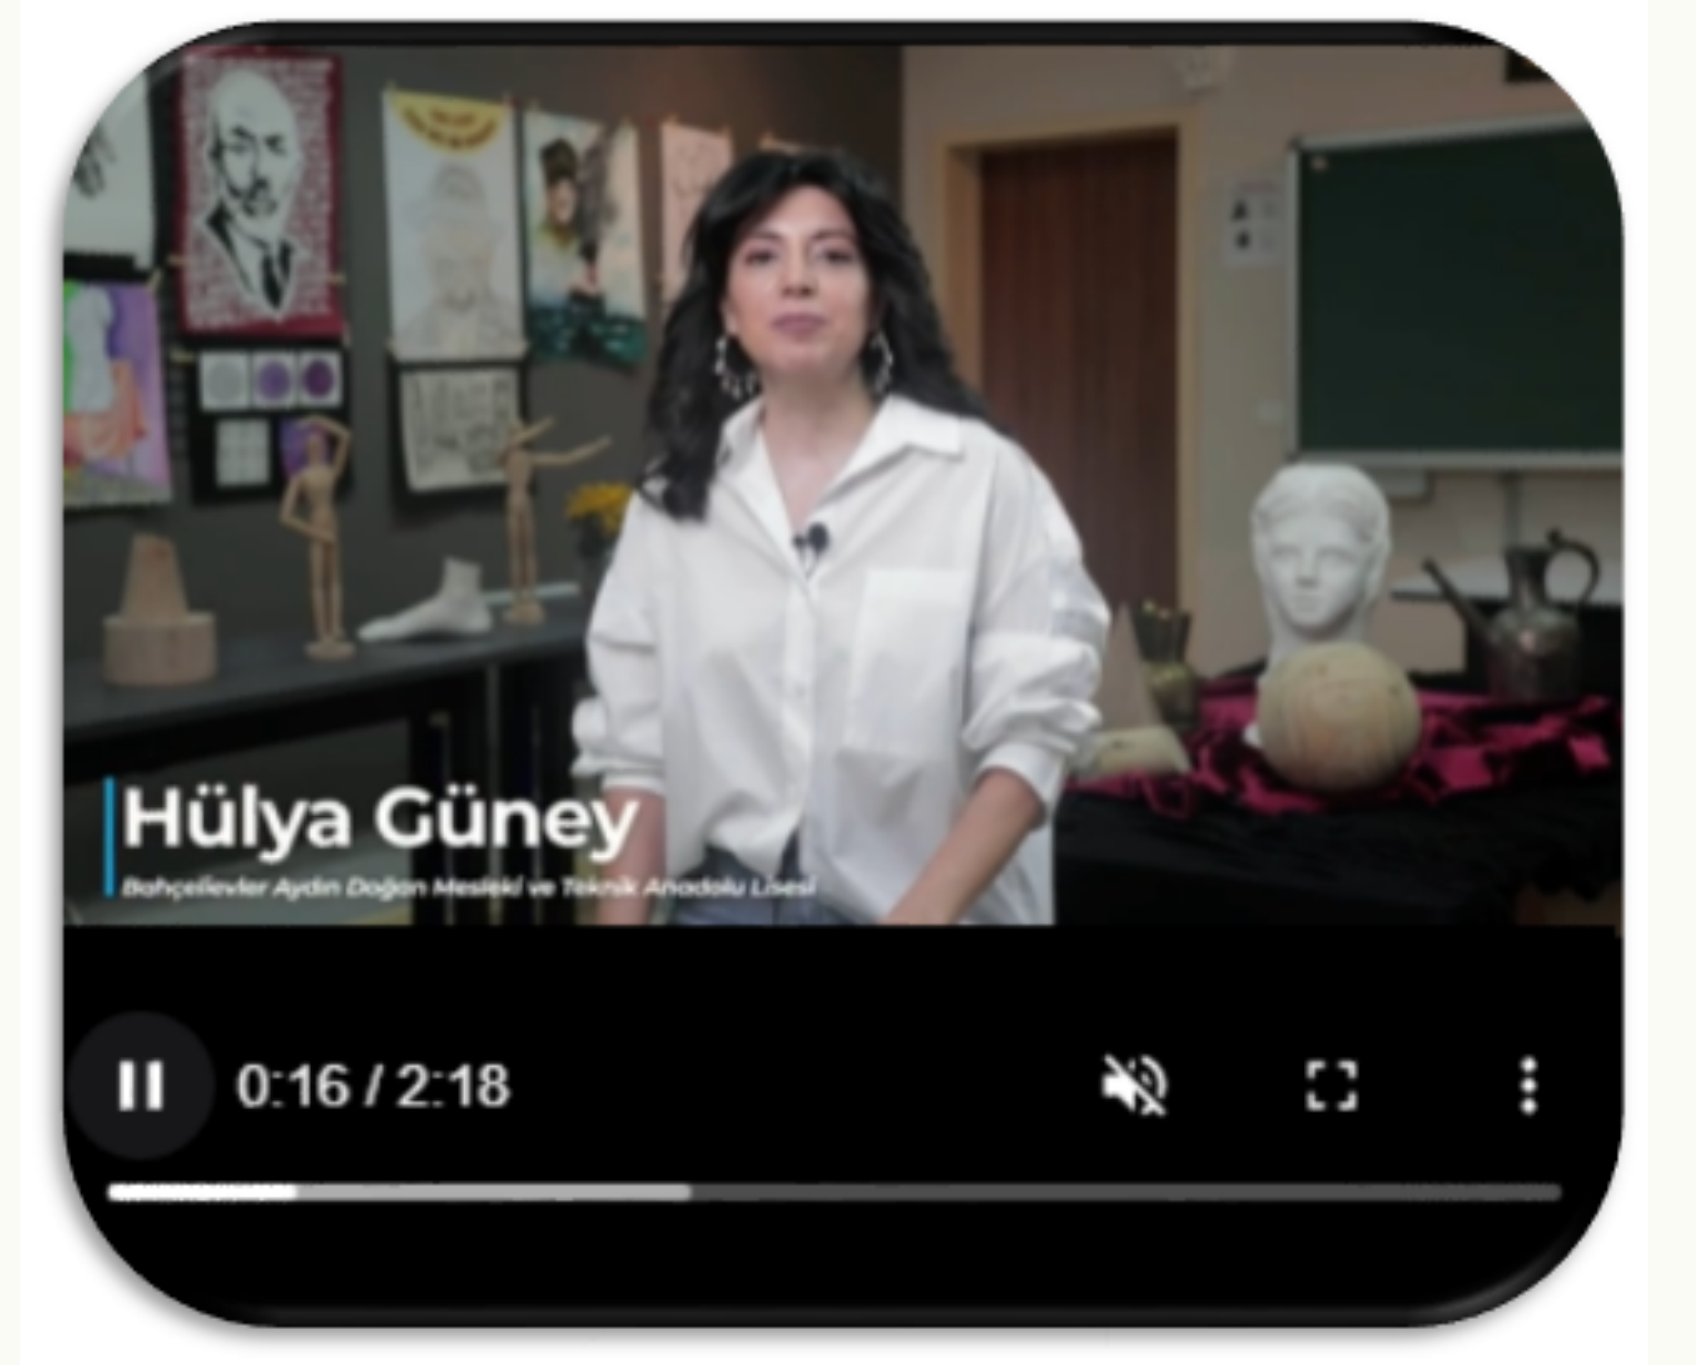 Hülya Güney
Bahçelievler Aydın Doğan Mesleki ve Teknik Anadolu Lisesi
0:16 / 2:18